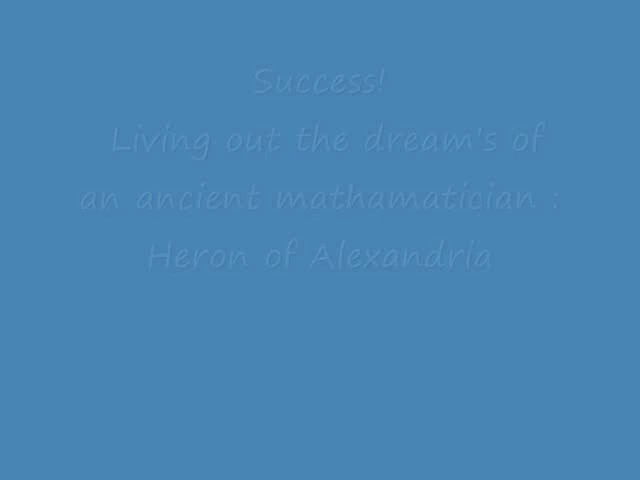 Success!
Living out the dream's of
an ancient mathamatician :
Heron of Alexandria